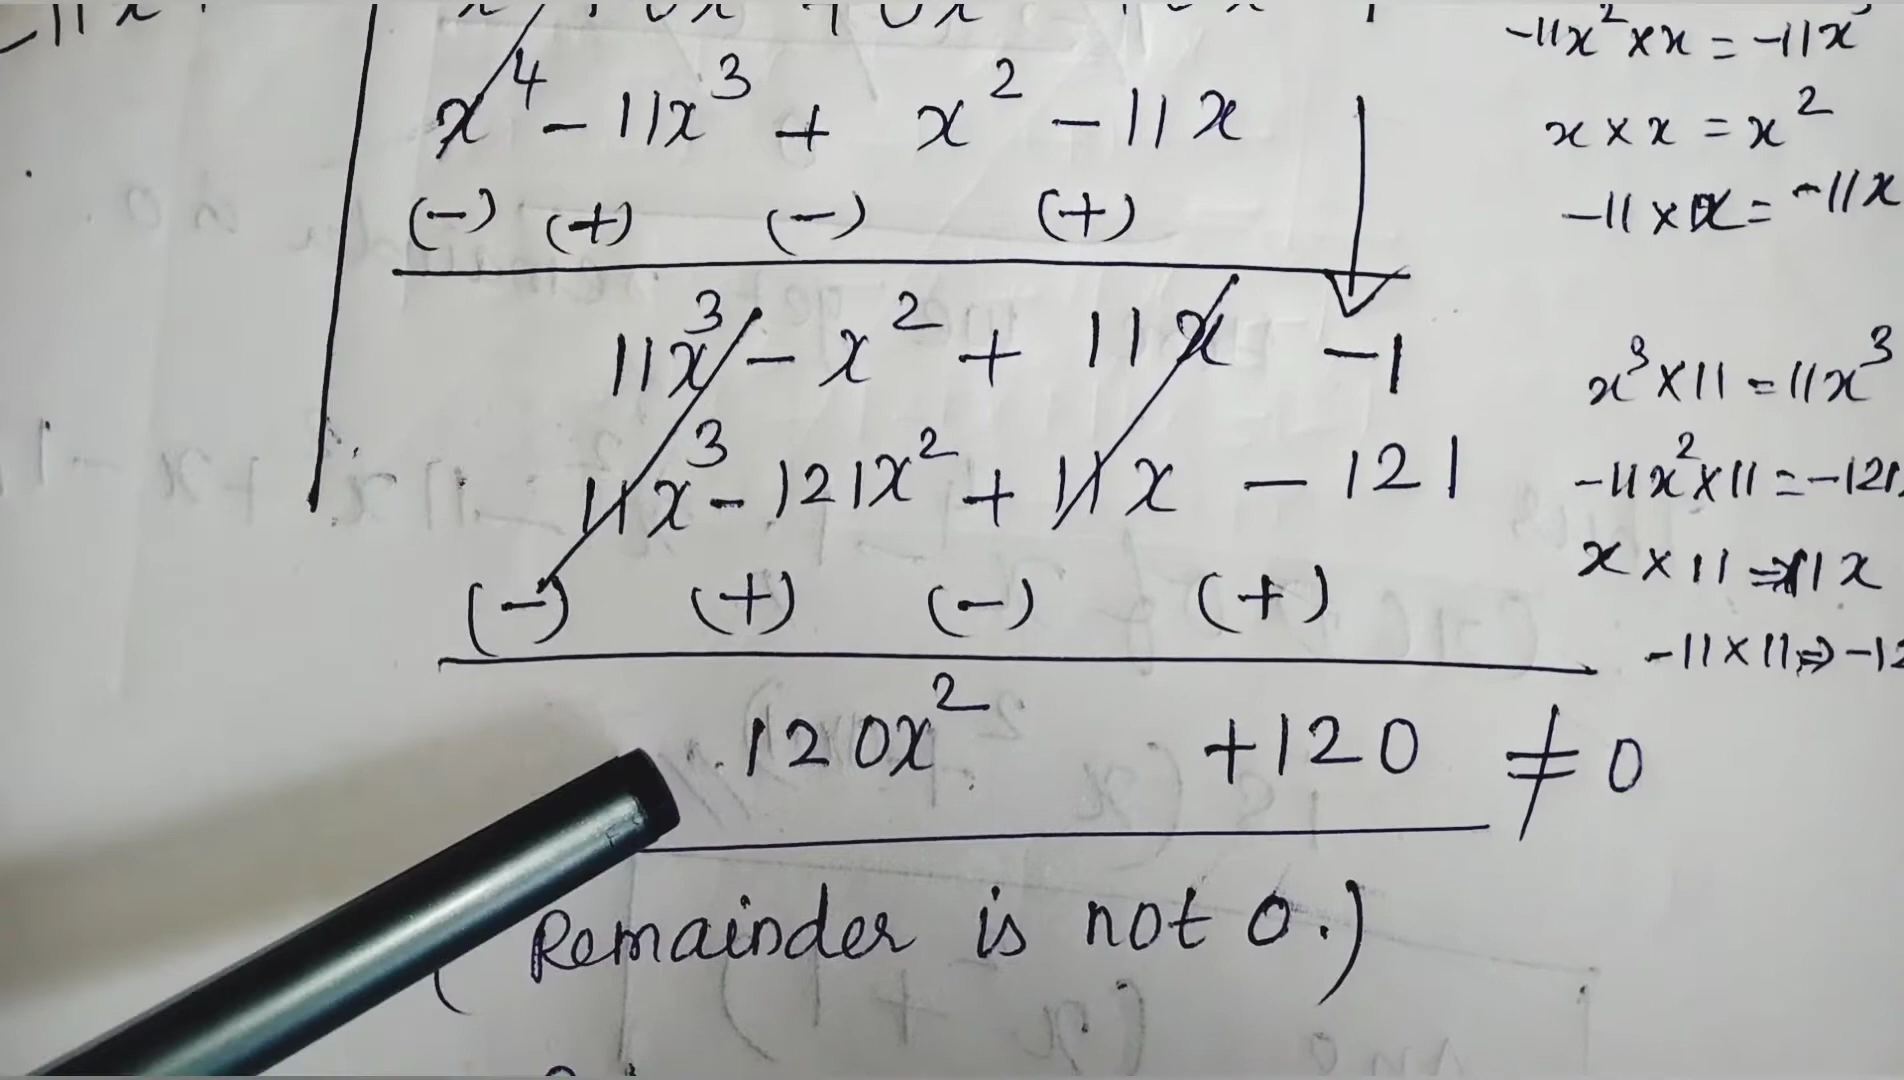 x⁴ - 11x³ + x² - 11x
(-) (+) (-) (+)
11x³ - x² + 11x - 1
11x³ - 121x² + 11x - 121
(-) (+) (-) (+)
120x² + 120 ≠ 0
(Remainder is not 0.)
-11x² × x = -11x³
x × x = x²
-11 × x = -11x
x³ × 11 = 11x³
-11x² × 11 = -121
x × 11 ⇒ 11x
-11 × 11 ⇒ -12